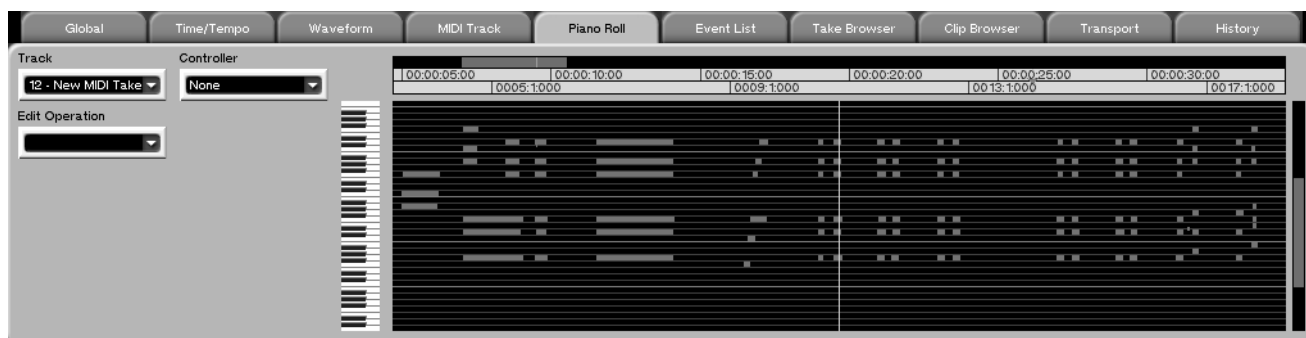 Global Time/Tempo Waveform MIDI Track Piano Roll Event List Take Browser Clip Browser Transport History
Track Controller
12 - New MIDI Take None
00:00:05:00 00:00:10:00 00:00:15:00 00:00:20:00 00:00:25:00 00:00:30:00
0005:1:000 0009:1:000 0013:1:000 0017:1:000
Edit Operation